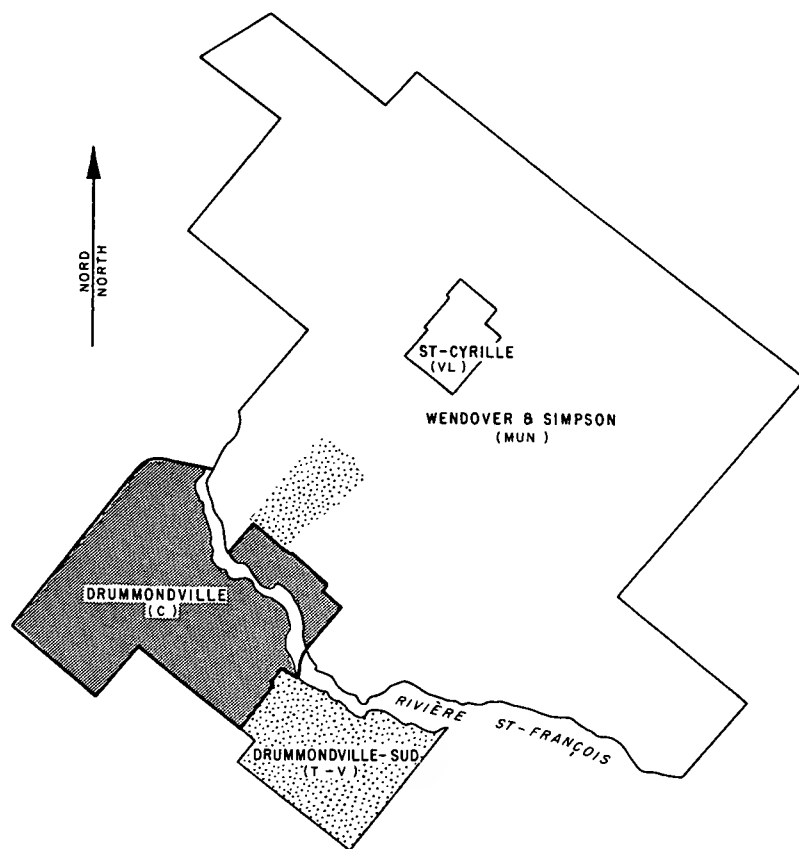 NORD
NORTH
ST-CYRILLE
(VL)
WENDOVER & SIMPSON
(MUN)
DRUMMONDVILLE
(C)
RIVIÈRE ST-FRANÇOIS
DRUMMONDVILLE-SUD
(T-V)